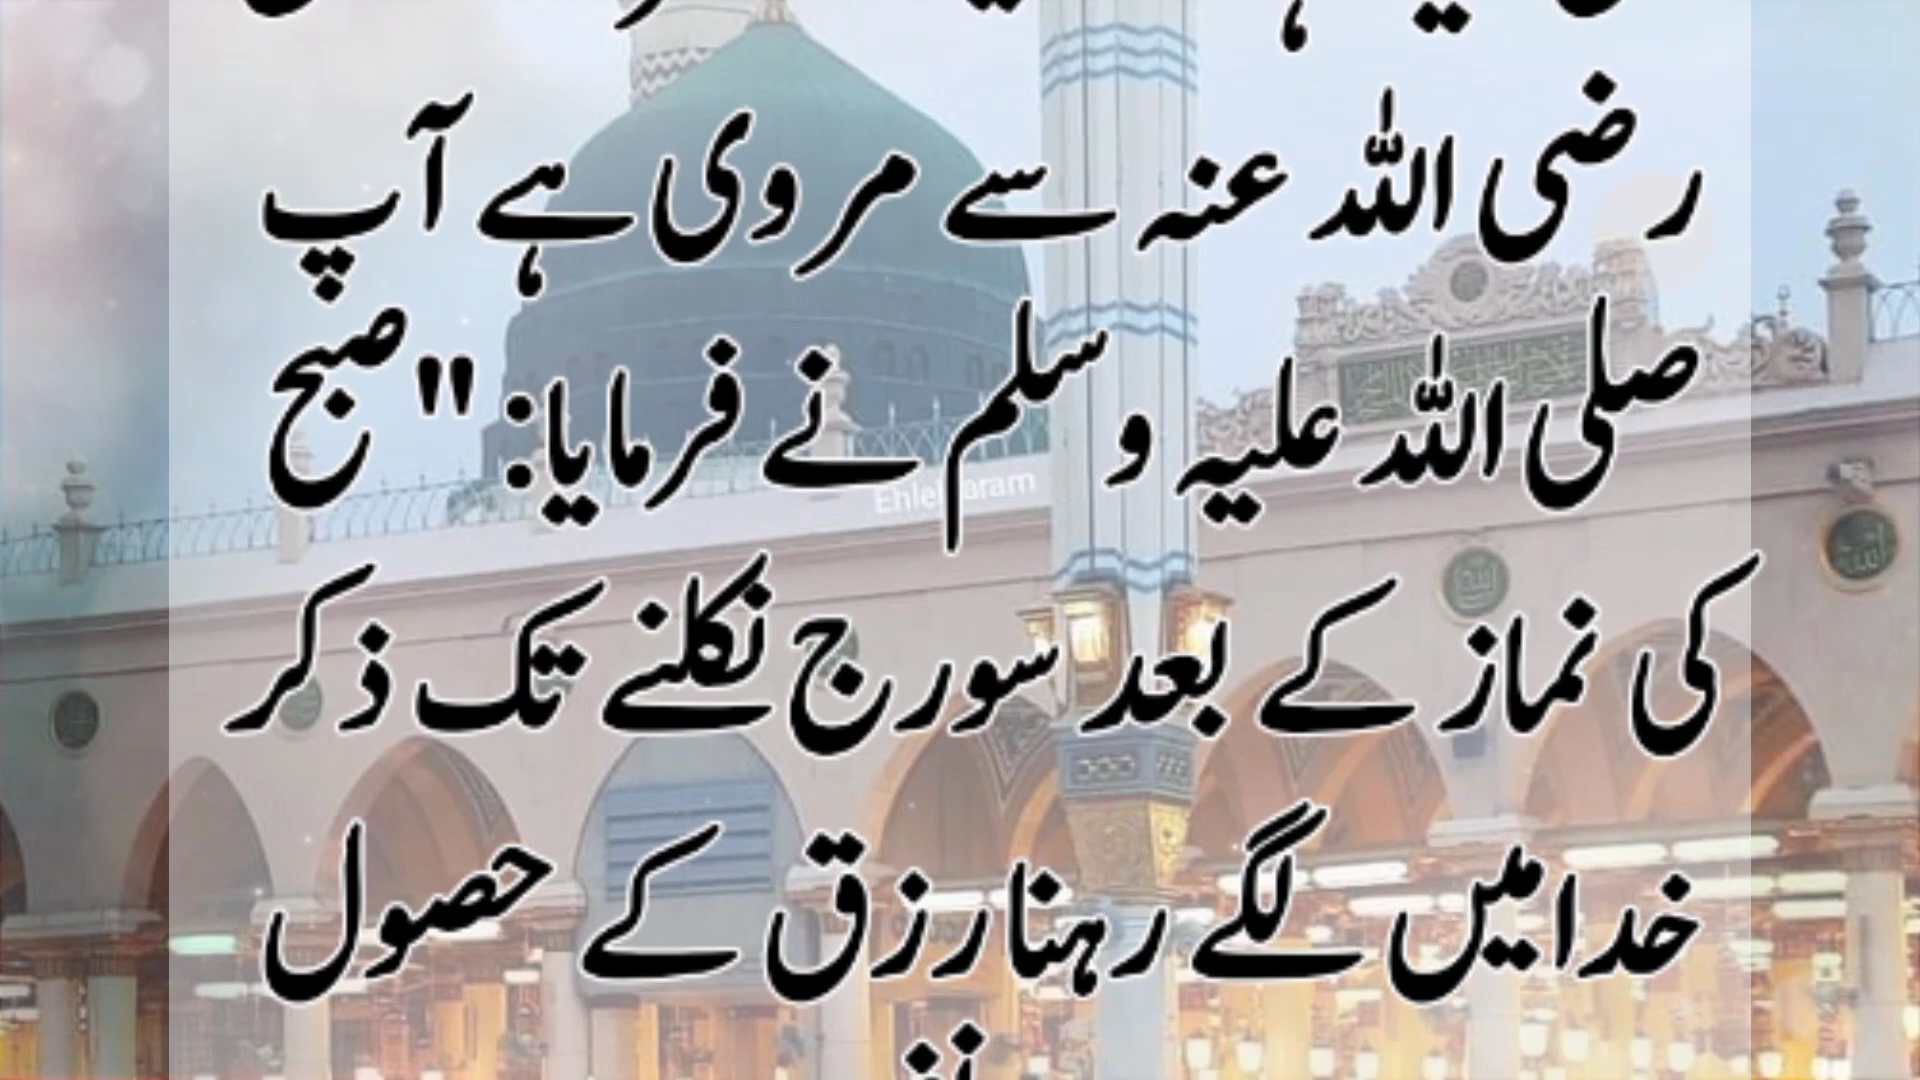 رضی اللہ عنہ سے مروی ہے آپ
صلی اللہ علیہ وسلم نے فرمایا: "صبح
کی نماز کے بعد سورج نکلنے تک ذکر
خدا میں لگے رہنا رزق کے حصول